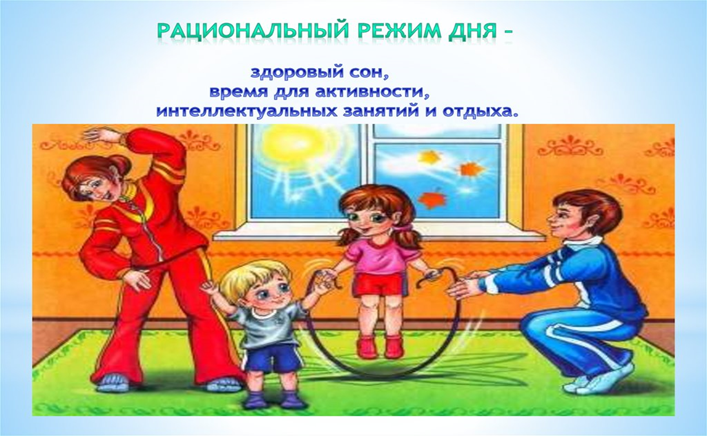 РАЦИОНАЛЬНЫЙ РЕЖИМ ДНЯ –
здоровый сон,
время для активности,
интеллектуальных занятий и отдыха.